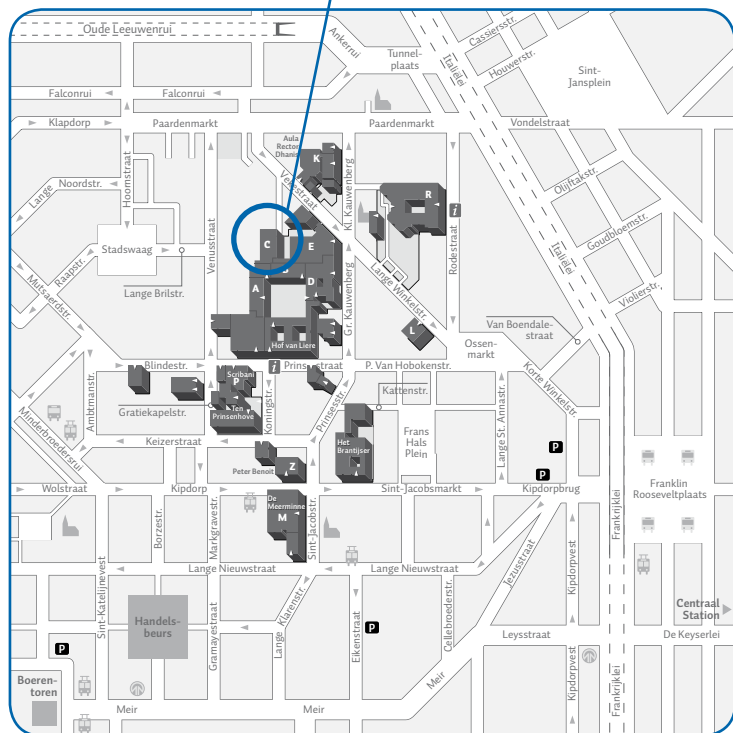 Oude Leeuwenrui
Ankerrui
Tunnel-
plaats
Cassiersstr.
Houwerstr.
Italiëlei
Sint-
Jansplein
Falconrui
Falconrui
Klapdorp
Paardenmarkt
Paardenmarkt
Vondelstraat
Aula
Rector
Dhanis
K
Venusstraat
Kl. Kauwenberg
R
i
Lange
Noordstr.
Hoornstraat
Olijftakstr.
Goudbloemstr.
Italiëlei
Violierstr.
Stadswaag
Raapstr.
Mutsaerdstr.
Lange Brilstr.
Venusstraat
C
E
B
A
D
Gr. Kauwenberg
Lange Winkelstr.
Rodestraat
L
Hof van Liere
Van Boendale-
straat
Ossen-
markt
Blindestr.
i
Prinsstraat
P. Van Hobokenstr.
Korte Winkelstr.
Ambtmanstr.
Gratiekapelstr.
Scribani
P
Ten
Prinsenhove
Koningstr.
Prinsesstr.
Kattenstr.
Minderbroedersrui
Keizerstraat
Het
Brantijser
Frans
Hals
Plein
Lange St. Annastr.
P
P
Peter Benoit
Z
Wolstraat
Kipdorp
Sint-Jacobsmarkt
Kipdorpbrug
Franklin
Rooseveltplaats
Borzestr.
Markgravestr.
De
Meerminne
M
Sint-Jacobstr.
Frankrijklei
Lange Nieuwstraat
Lange Nieuwstraat
Jezusstraat
Kipdorpvest
Sint-Katelijnevest
Handels-
beurs
Gramayestraat
Lange
Klarenstr.
Eikenstraat
P
Cellebroederstr.
Leysstraat
Centraal
Station
De Keyserlei
P
Boeren-
toren
Meir
Meir
Meir
Kipdorpvest
Frankrijklei